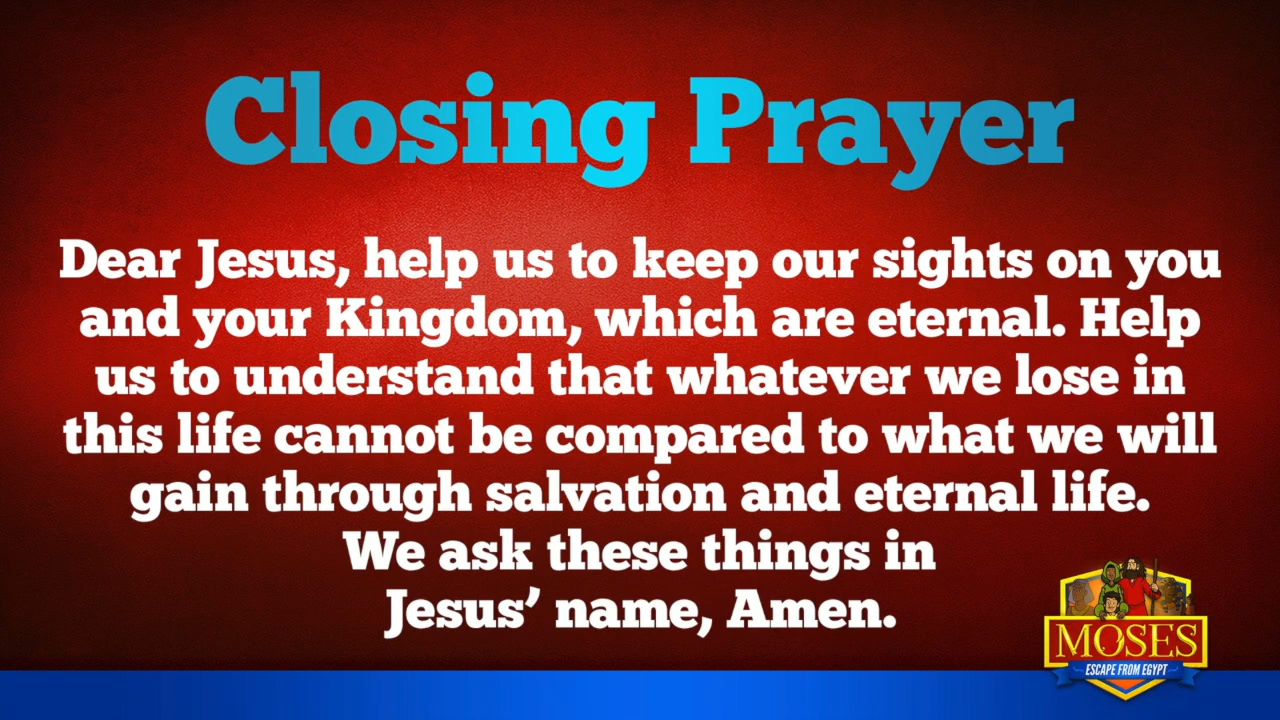 Closing Prayer
Dear Jesus, help us to keep our sights on you
and your Kingdom, which are eternal. Help
us to understand that whatever we lose in
this life cannot be compared to what we will
gain through salvation and eternal life.
We ask these things in
Jesus’ name, Amen.
MOSES
ESCAPE FROM EGYPT